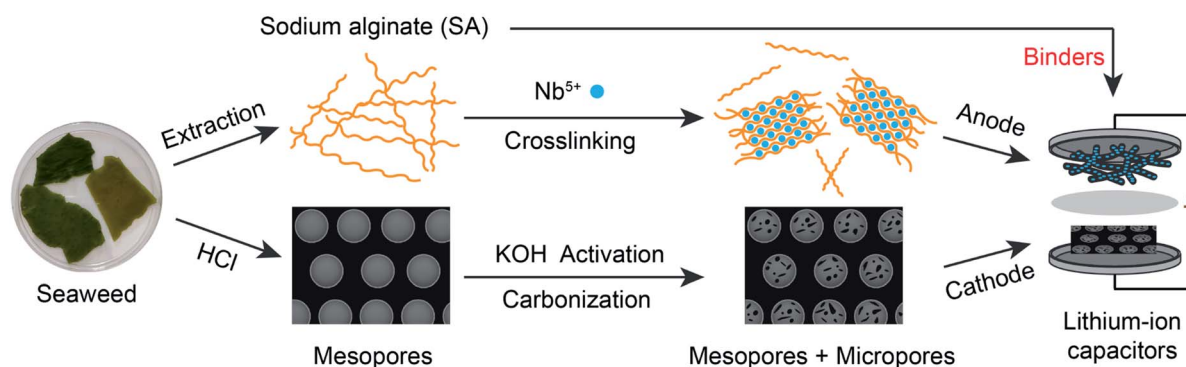 Sodium alginate (SA)
Binders
Extraction
Nb⁵⁺
Crosslinking
Anode
Seaweed
HCl
KOH Activation
Carbonization
Cathode
Mesopores
Mesopores + Micropores
Lithium-ion
capacitors